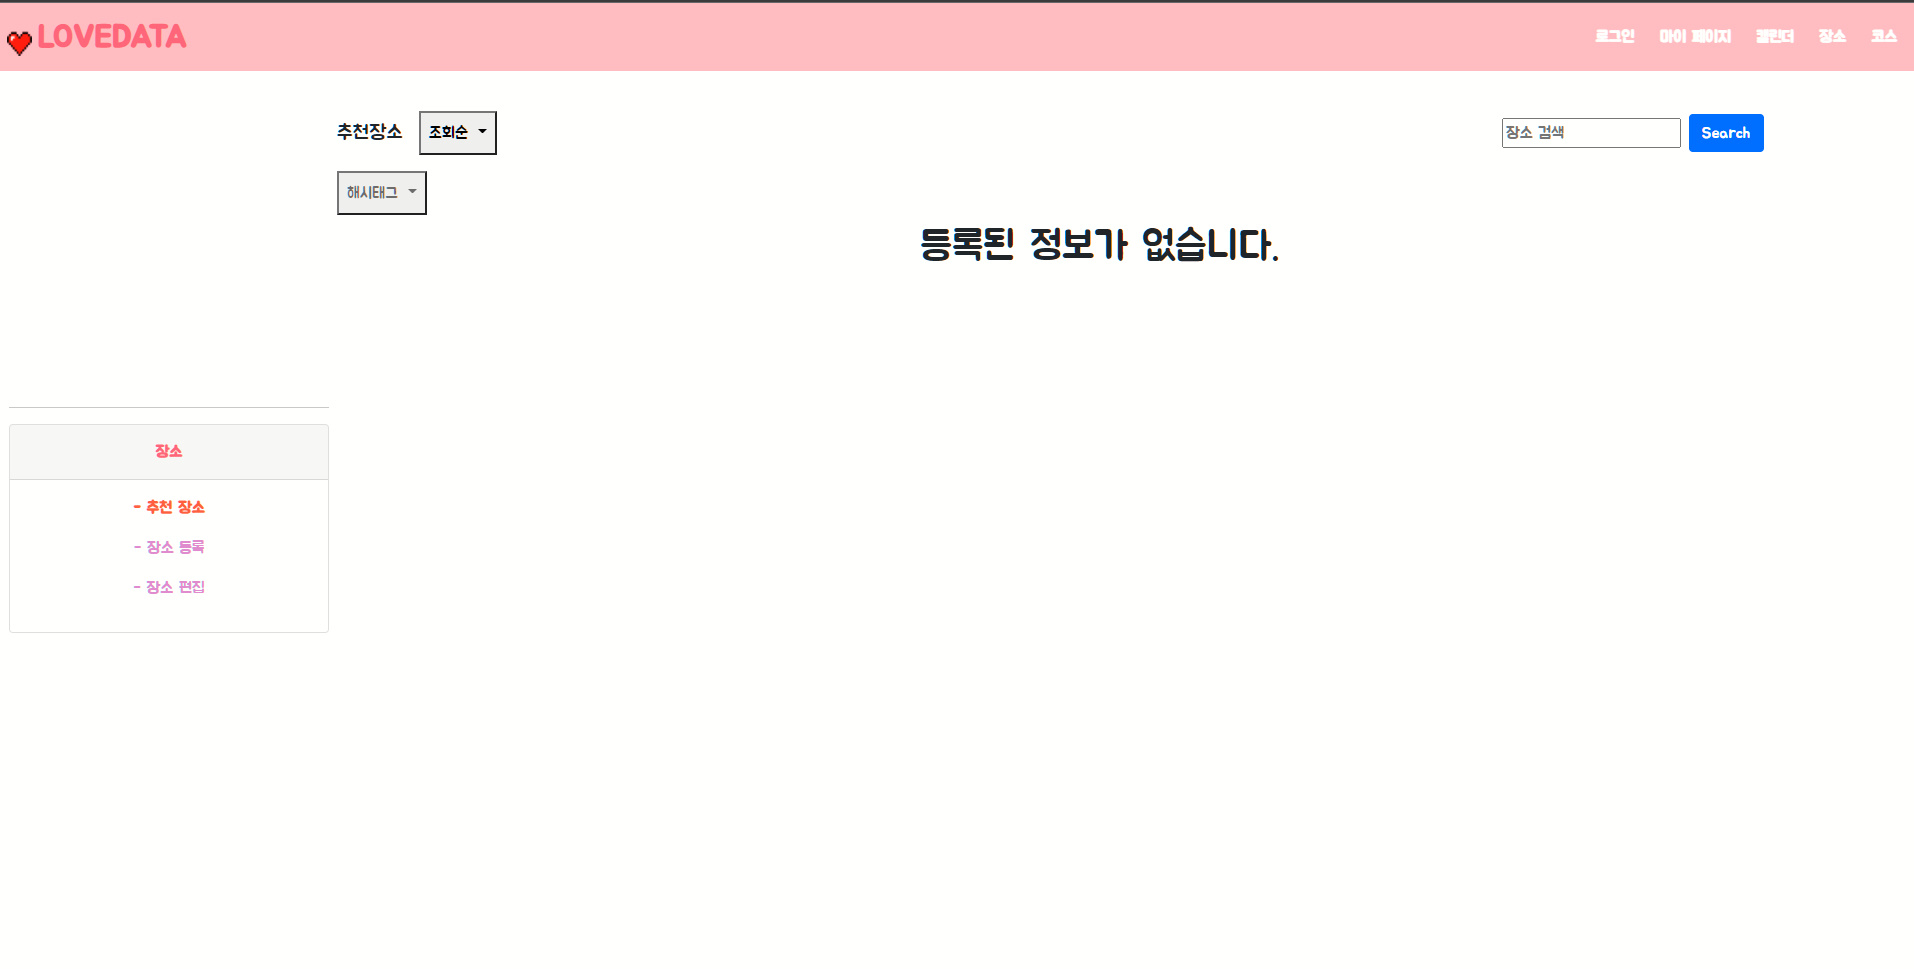 LOVEDATA
로그인 마이 페이지 캘린더 장소 코스
추천장소 조회순 장소 검색 Search
해시태그
등록된 정보가 없습니다.
장소
- 추천 장소
- 장소 등록
- 장소 편집